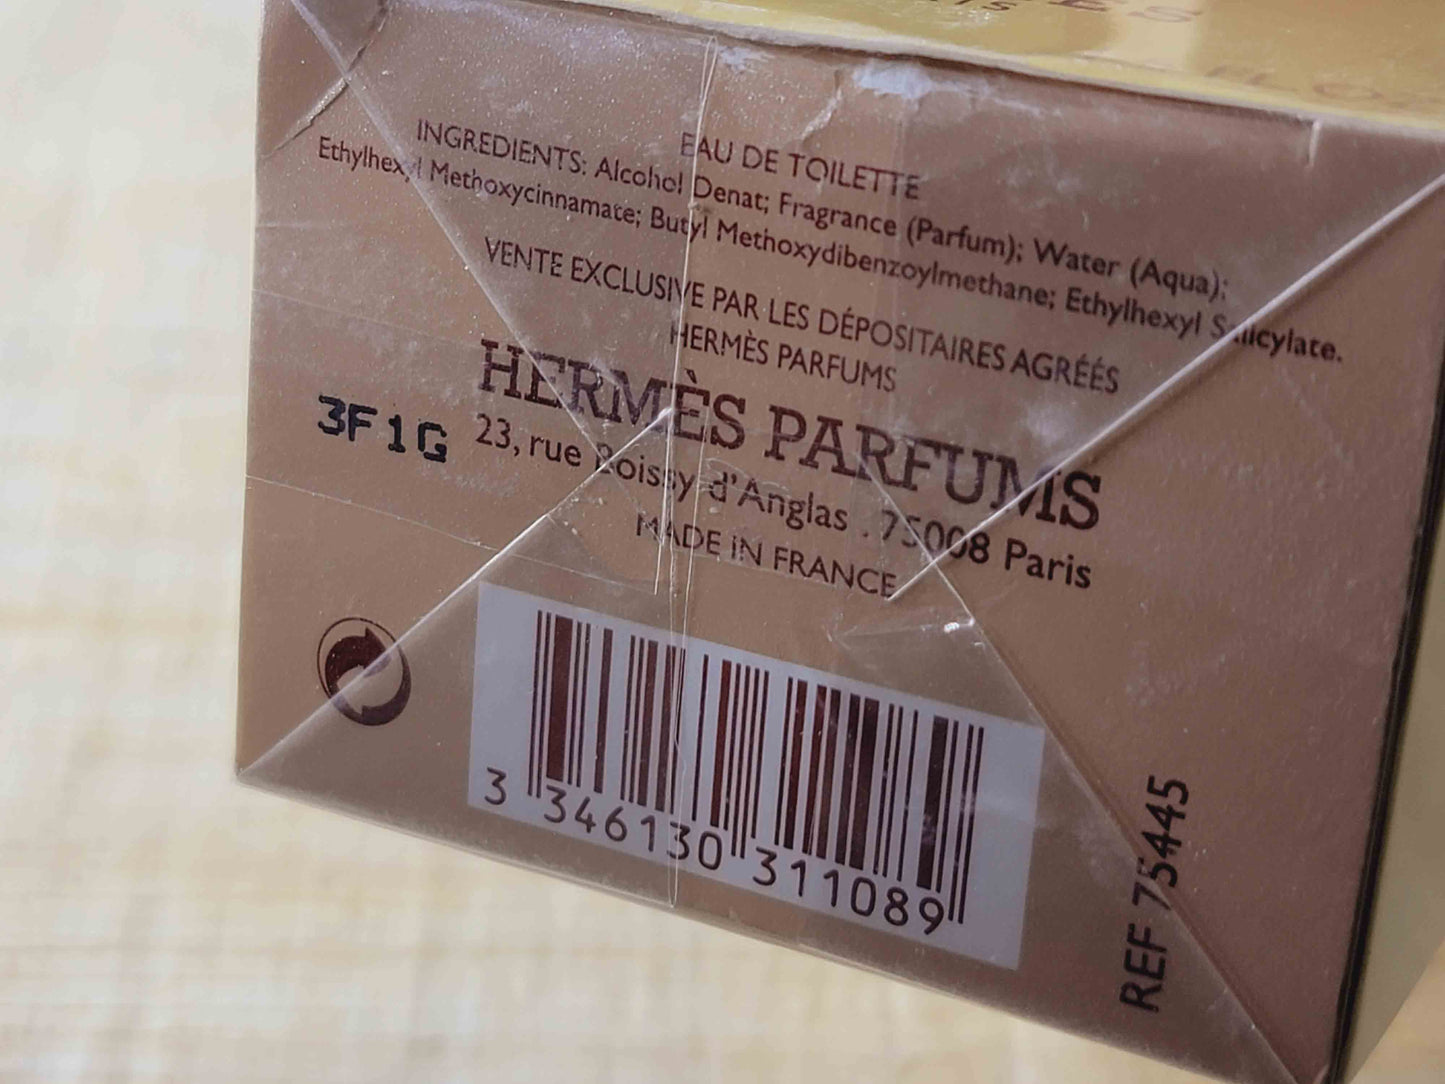 EAU DE TOILETTE
INGREDIENTS: Alcohol Denat; Fragrance (Parfum); Water (Aqua);
Ethylhexyl Methoxycinnamate; Butyl Methoxydibenzoylmethane; Ethylhexyl Salicylate.
VENTE EXCLUSIVE PAR LES DÉPOSITAIRES AGRÉÉS
HERMÈS PARFUMS
HERMÈS PARFUMS
3F1G
23, rue Boissy d'Anglas . 75008 Paris
MADE IN FRANCE
3 346130 311089
REF 75445